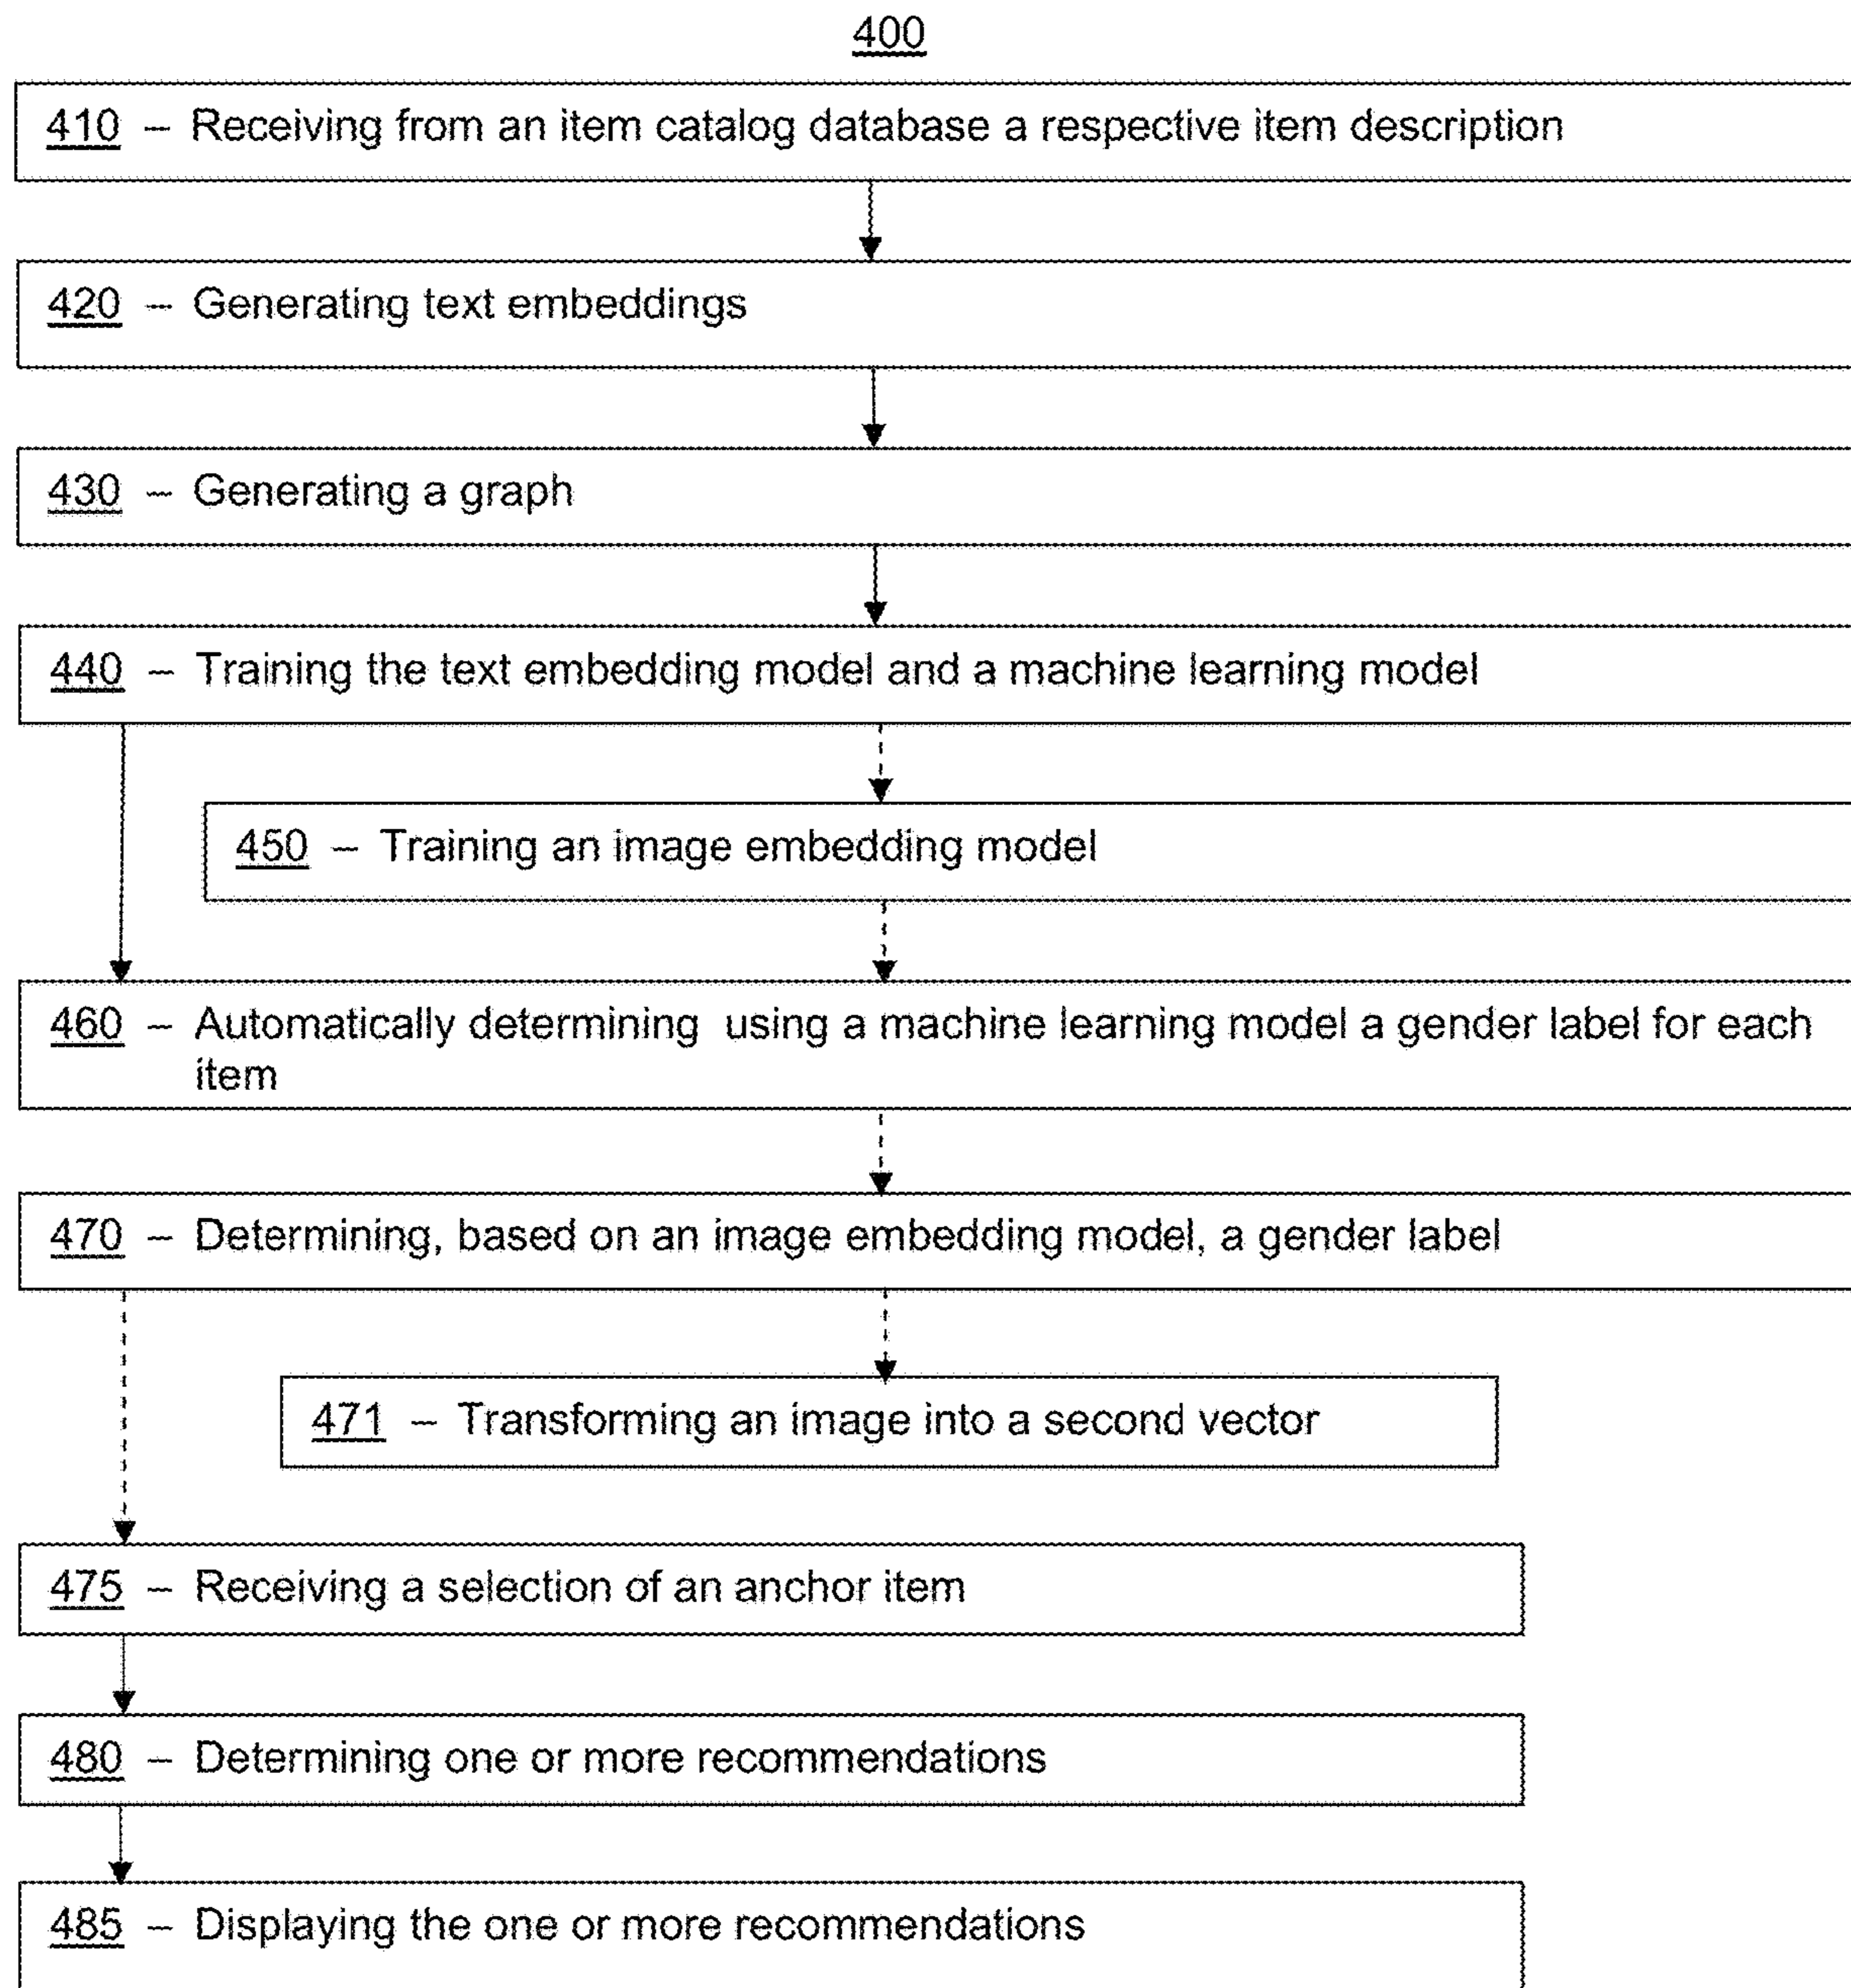 400
410 – Receiving from an item catalog database a respective item description
420 – Generating text embeddings
430 – Generating a graph
440 – Training the text embedding model and a machine learning model
450 – Training an image embedding model
460 – Automatically determining using a machine learning model a gender label for each
item
470 – Determining, based on an image embedding model, a gender label
471 – Transforming an image into a second vector
475 – Receiving a selection of an anchor item
480 – Determining one or more recommendations
485 – Displaying the one or more recommendations